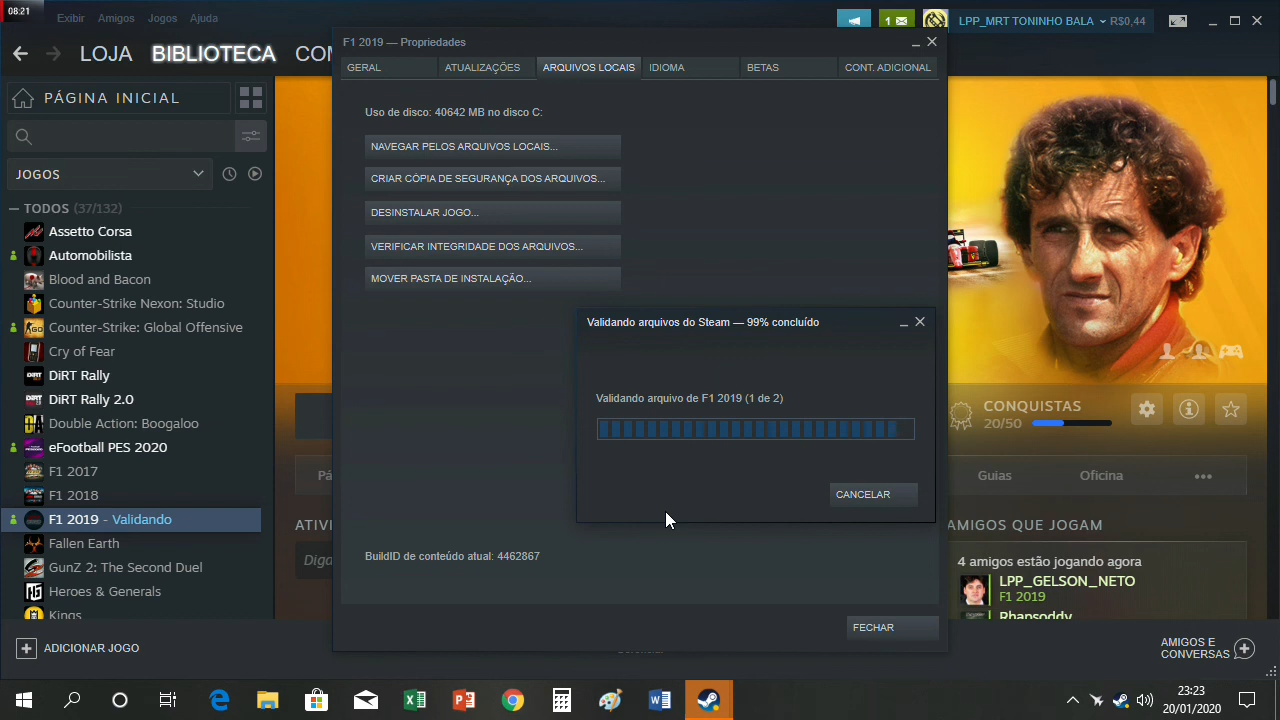 08:21
Exibir Amigos Jogos Ajuda
1
LPP_MRT TONINHO BALA R$0,44
LOJA BIBLIOTECA COM
PÁGINA INICIAL
JOGOS
TODOS (37/132)
Assetto Corsa
Automobilista
Blood and Bacon
Counter-Strike Nexon: Studio
Counter-Strike: Global Offensive
Cry of Fear
DiRT Rally
DiRT Rally 2.0
Double Action: Boogaloo
eFootball PES 2020
F1 2017
F1 2018
F1 2019 - Validando
Fallen Earth
GunZ 2: The Second Duel
Heroes & Generals
Kings
ADICIONAR JOGO
F1 2019 — Propriedades
GERAL ATUALIZAÇÕES ARQUIVOS LOCAIS IDIOMA BETAS CONT. ADICIONAL
Uso de disco: 40642 MB no disco C:
NAVEGAR PELOS ARQUIVOS LOCAIS...
CRIAR CÓPIA DE SEGURANÇA DOS ARQUIVOS...
DESINSTALAR JOGO...
VERIFICAR INTEGRIDADE DOS ARQUIVOS...
MOVER PASTA DE INSTALAÇÃO...
Validando arquivos do Steam — 99% concluído
Validando arquivo de F1 2019 (1 de 2)
CANCELAR
BuildID de conteúdo atual: 4462867
FECHAR
CONQUISTAS
20/50
Pá
Guias Oficina
ATIVI
Diga
AMIGOS QUE JOGAM
4 amigos estão jogando agora
LPP_GELSON_NETO
F1 2019
Rhapsoddy
AMIGOS E
CONVERSAS
23:23
20/01/2020